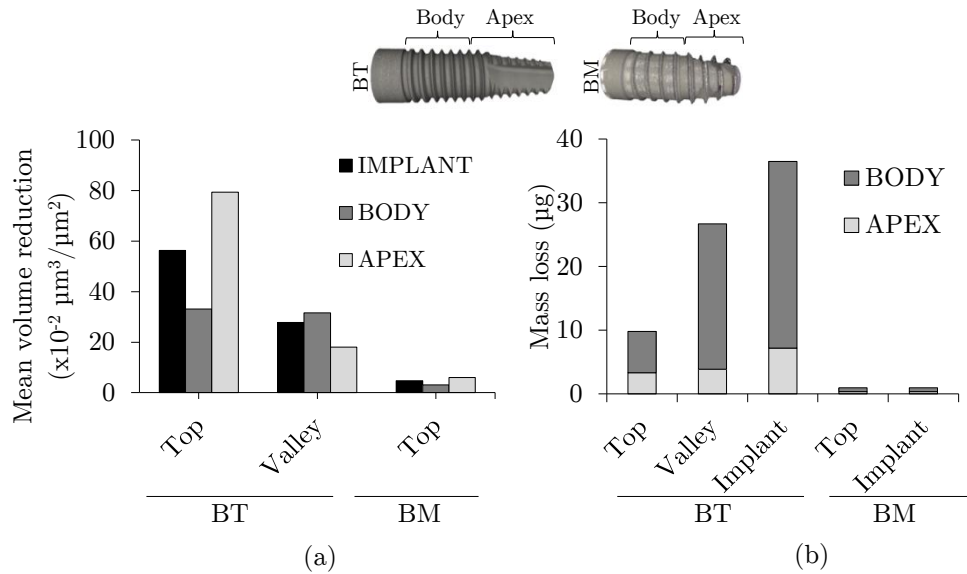 Body Apex
BT
Body Apex
BM
Mean volume reduction
(x10⁻² µm³/µm²)
100
80
60
40
20
0
IMPLANT
BODY
APEX
Top
Valley
Top
BT
BM
(a)
Mass loss (µg)
40
30
20
10
0
BODY
APEX
Top
Valley
Implant
Top
Implant
BT
BM
(b)